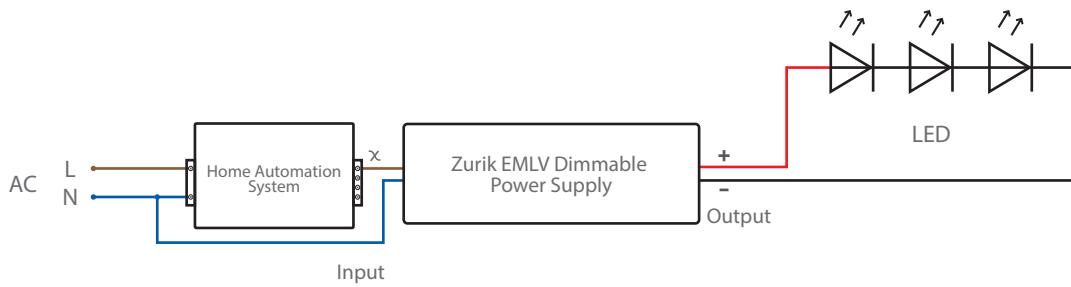 LED
AC
L
N
Home Automation
System
χ
Zurik EMLV Dimmable
Power Supply
+
–
Output
Input